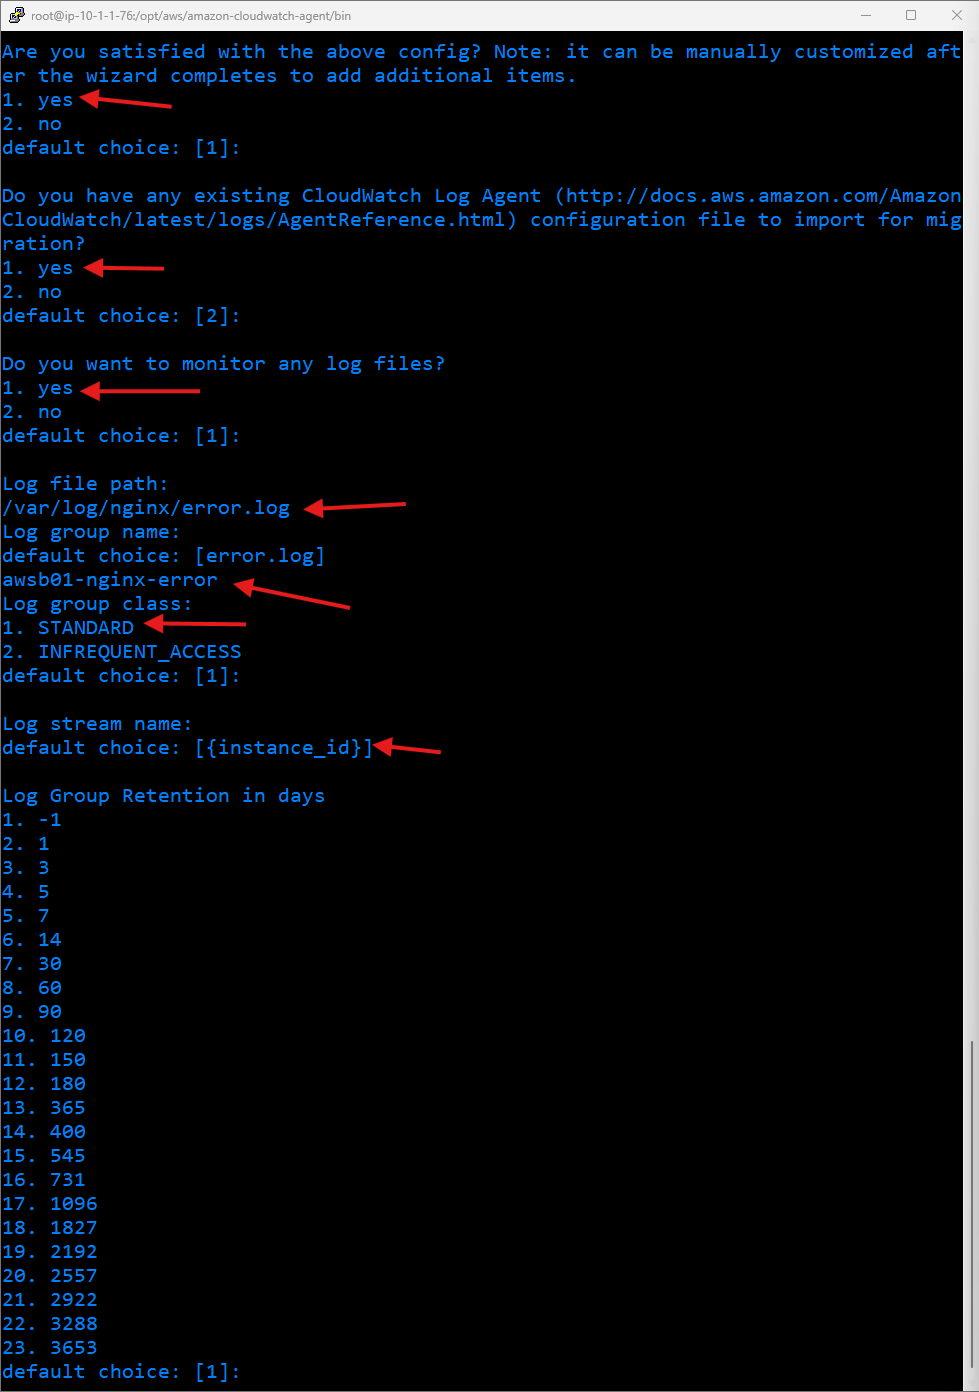 root@ip-10-1-1-76:/opt/aws/amazon-cloudwatch-agent/bin
Are you satisfied with the above config? Note: it can be manually customized aft
er the wizard completes to add additional items.
1. yes
2. no
default choice: [1]:
Do you have any existing CloudWatch Log Agent (http://docs.aws.amazon.com/Amazon
CloudWatch/latest/logs/AgentReference.html) configuration file to import for mig
ration?
1. yes
2. no
default choice: [2]:
Do you want to monitor any log files?
1. yes
2. no
default choice: [1]:
Log file path:
/var/log/nginx/error.log
Log group name:
default choice: [error.log]
awsb01-nginx-error
Log group class:
1. STANDARD
2. INFREQUENT_ACCESS
default choice: [1]:
Log stream name:
default choice: [{instance_id}]
Log Group Retention in days
1. -1
2. 1
3. 3
4. 5
5. 7
6. 14
7. 30
8. 60
9. 90
10. 120
11. 150
12. 180
13. 365
14. 400
15. 545
16. 731
17. 1096
18. 1827
19. 2192
20. 2557
21. 2922
22. 3288
23. 3653
default choice: [1]: